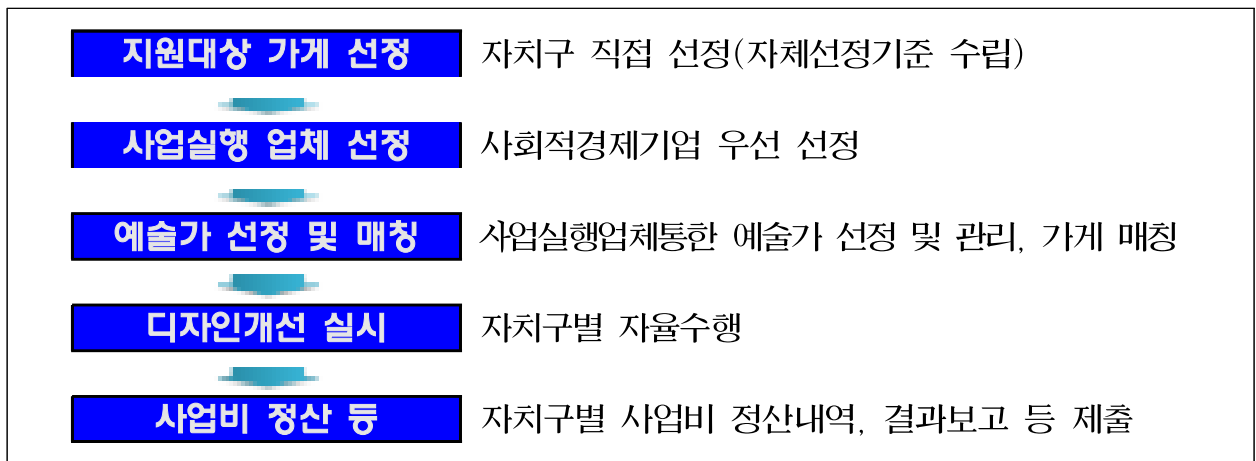 지원대상 가게 선정 자치구 직접 선정(자체선정기준 수립)
사업실행 업체 선정 사회적경제기업 우선 선정
예술가 선정 및 매칭 사업실행업체통한 예술가 선정 및 관리, 가게 매칭
디자인개선 실시 자치구별 자율수행
사업비 정산 등 자치구별 사업비 정산내역, 결과보고 등 제출